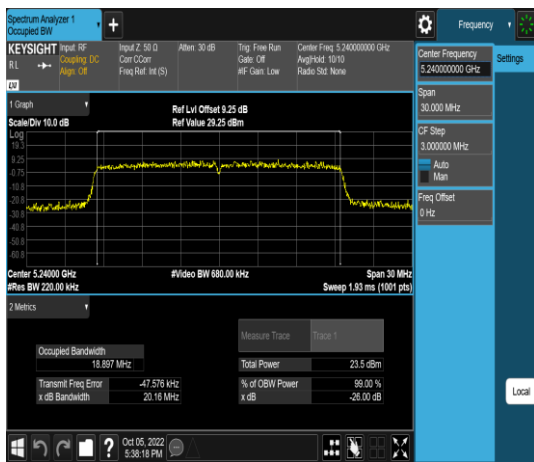 Spectrum Analyzer 1
Occupied BW
Frequency
KEYSIGHT
RL
LXI
Input: RF
Coupling: DC
Align: Off
Input Z: 50 Ω
Corr CCorr
Freq Ref: Int (S)
Atten: 30 dB
Trig: Free Run
Gate: Off
#IF Gain: Low
Center Freq: 5.240000000 GHz
Avg|Hold: 10/10
Radio Std: None
1 Graph
Scale/Div 10.0 dB
Ref Lvl Offset 9.25 dB
Ref Value 29.25 dBm
Log
19.3
9.25
-0.75
-10.8
-20.8
-30.8
-40.8
-50.8
-60.8
Center 5.24000 GHz
#Video BW 680.00 kHz
Span 30 MHz
#Res BW 220.00 kHz
Sweep 1.93 ms (1001 pts)
2 Metrics
Measure Trace
Trace 1
Occupied Bandwidth
18.897 MHz
Total Power
23.5 dBm
Transmit Freq Error
-47.576 kHz
% of OBW Power
99.00 %
x dB Bandwidth
20.16 MHz
x dB
-26.00 dB
Center Frequency
5.240000000 GHz
Settings
Span
30.000 MHz
CF Step
3.000000 MHz
Auto
Man
Freq Offset
0 Hz
Local
?
Oct 05, 2022
5:38:18 PM